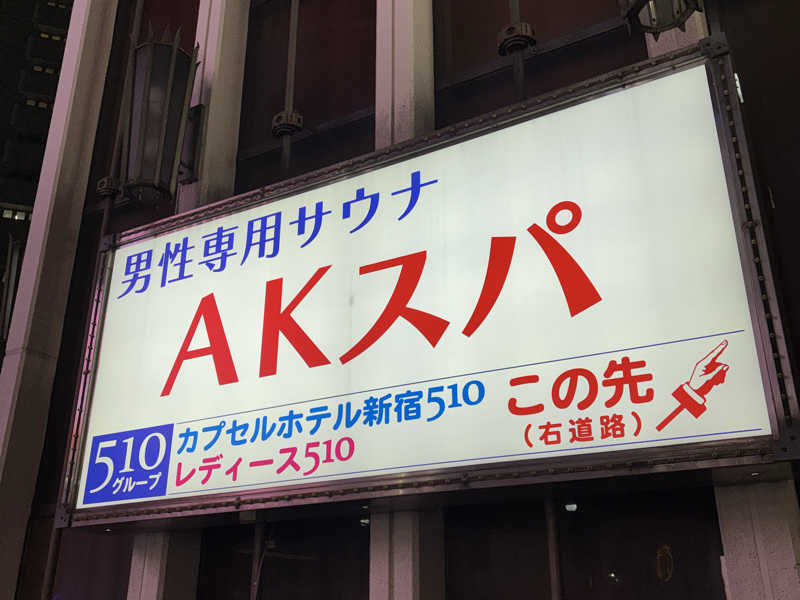 男性専用サウナ
AKスパ
510
グループ
カプセルホテル新宿510
レディース510
この先
(右道路)